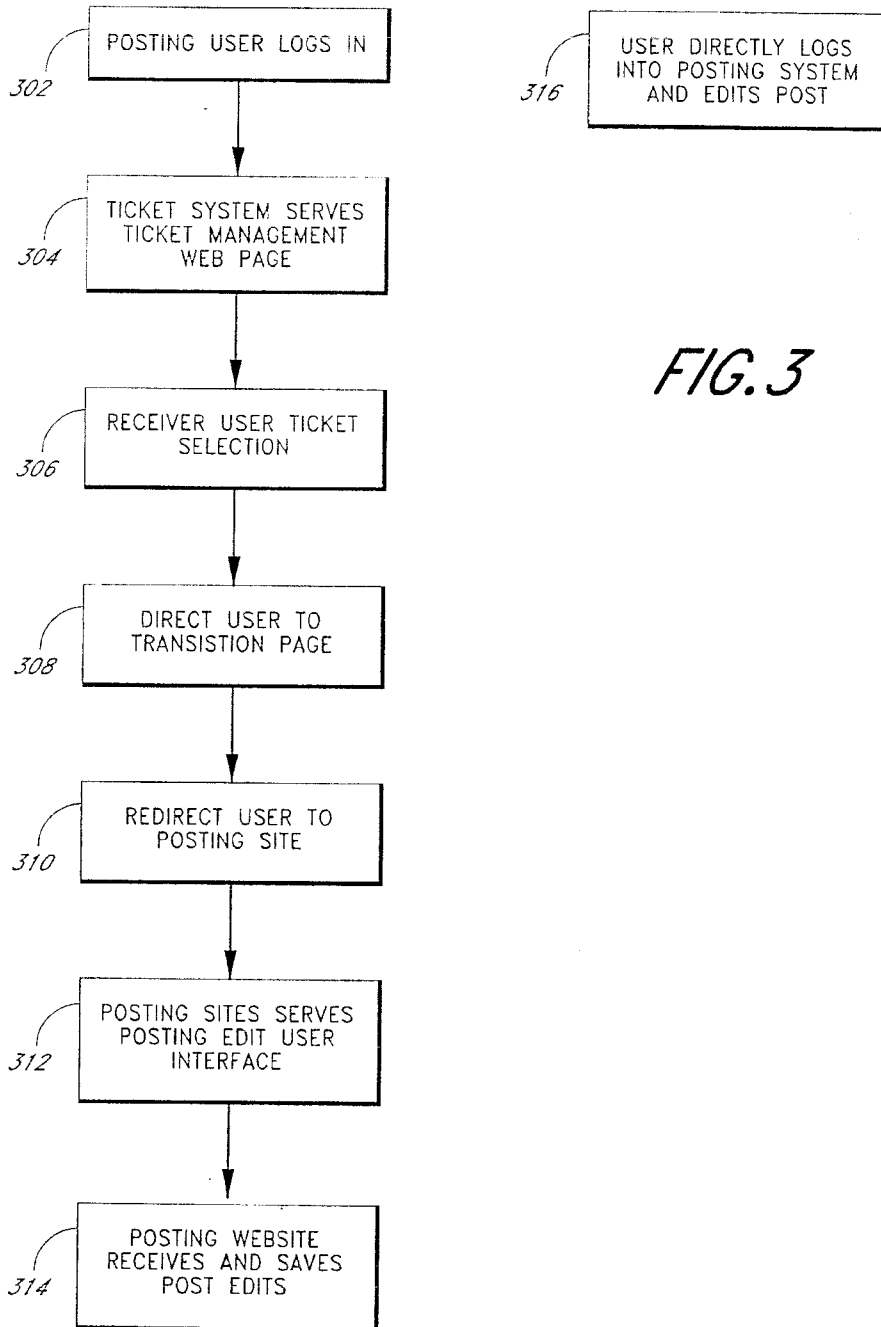 POSTING USER LOGS IN
302
TICKET SYSTEM SERVES
TICKET MANAGEMENT
WEB PAGE
304
RECEIVER USER TICKET
SELECTION
306
DIRECT USER TO
TRANSISTION PAGE
308
REDIRECT USER TO
POSTING SITE
310
POSTING SITES SERVES
POSTING EDIT USER
INTERFACE
312
POSTING WEBSITE
RECEIVES AND SAVES
POST EDITS
314
USER DIRECTLY LOGS
INTO POSTING SYSTEM
AND EDITS POST
316
FIG. 3